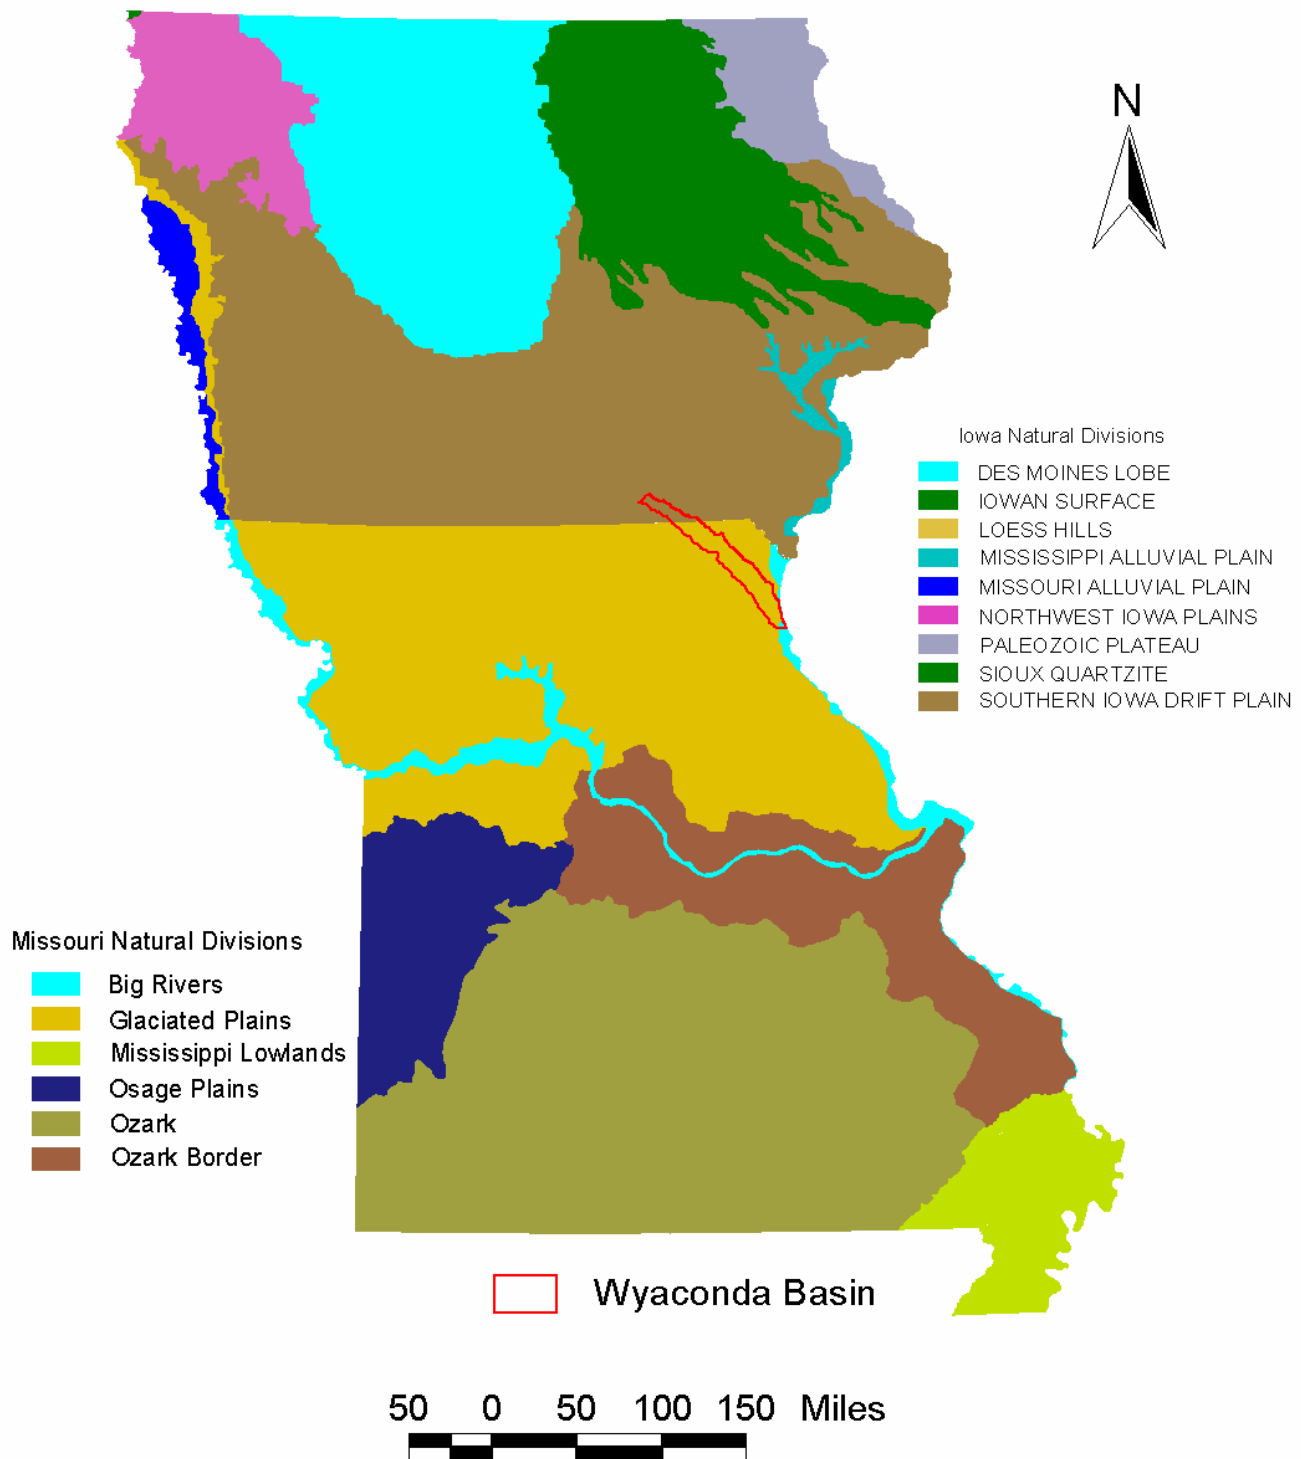 N
Iowa Natural Divisions
DES MOINES LOBE
IOWAN SURFACE
LOESS HILLS
MISSISSIPPI ALLUVIAL PLAIN
MISSOURI ALLUVIAL PLAIN
NORTHWEST IOWA PLAINS
PALEOZOIC PLATEAU
SIOUX QUARTZITE
SOUTHERN IOWA DRIFT PLAIN
Missouri Natural Divisions
Big Rivers
Glaciated Plains
Mississippi Lowlands
Osage Plains
Ozark
Ozark Border
Wyaconda Basin
50 0 50 100 150 Miles